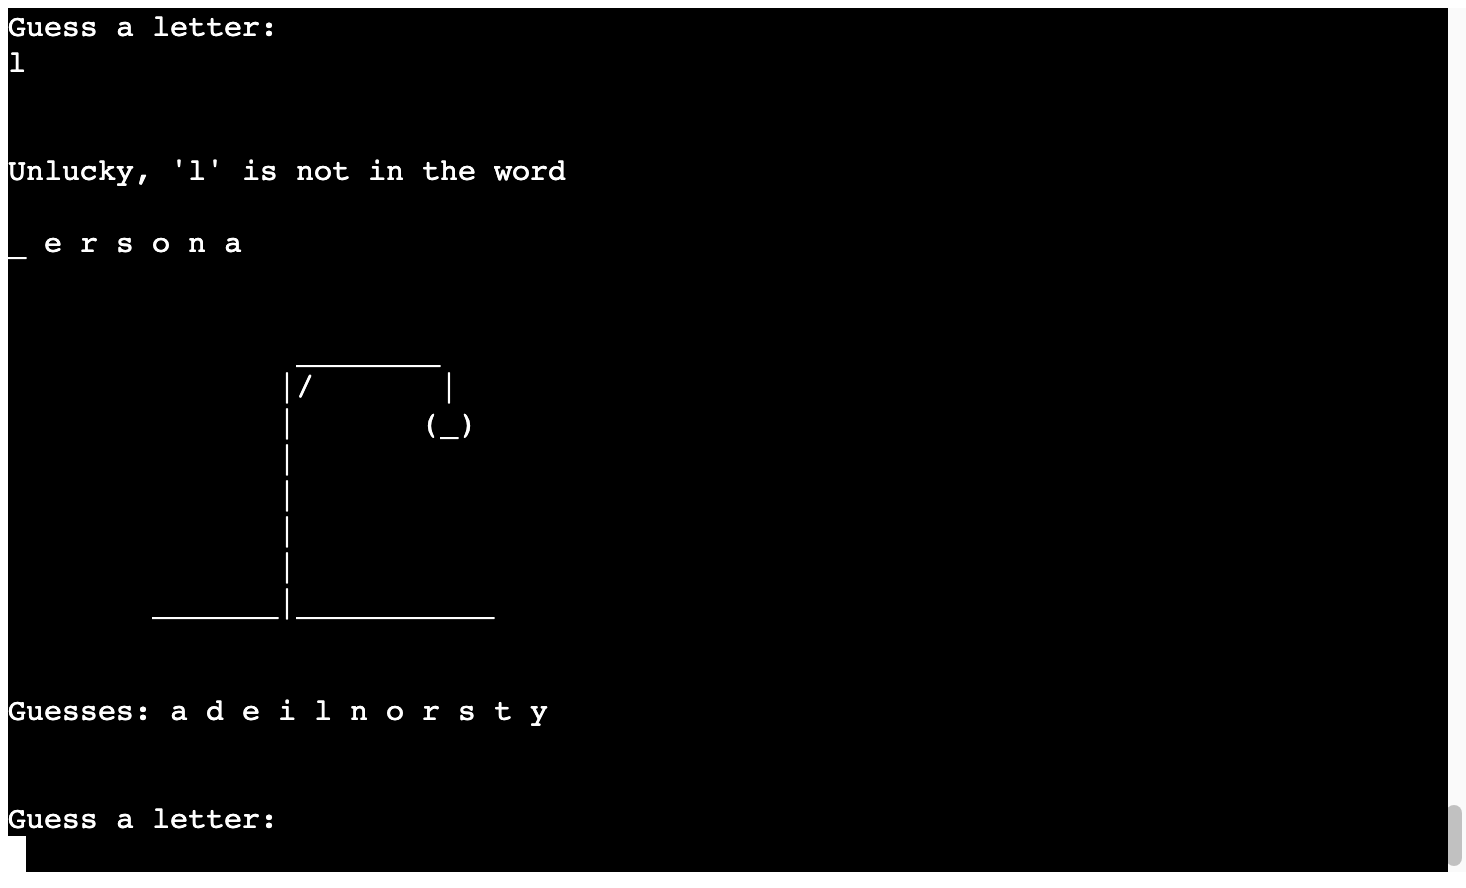 Guess a letter:
l
Unlucky, 'l' is not in the word
_ e r s o n a
________
|/       |
|       (_)
|
|
|
|
_______|___________
Guesses: a d e i l n o r s t y
Guess a letter: